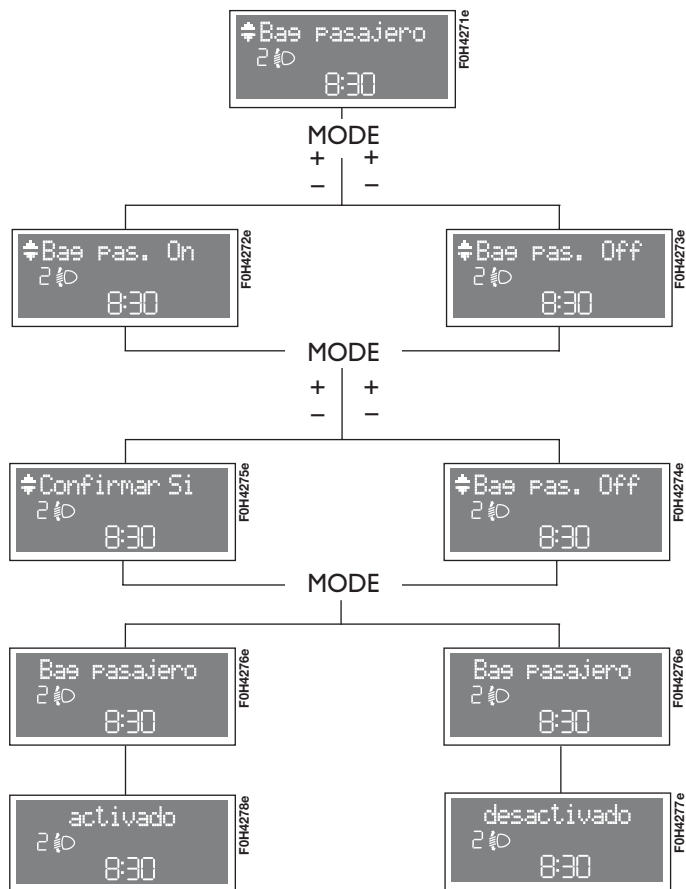 Bag pasajero
2
8:30
F0H4271e
MODE
+ +
– –
Bag pas. On
2
8:30
F0H4272e
Bag pas. Off
2
8:30
F0H4273e
MODE
+ +
– –
Confirmar Si
2
8:30
F0H4275e
Bag pas. Off
2
8:30
F0H4274e
MODE
Bag pasajero
2
8:30
F0H4276e
Bag pasajero
2
8:30
F0H4276e
activado
2
8:30
F0H4278e
desactivado
2
8:30
F0H4277e